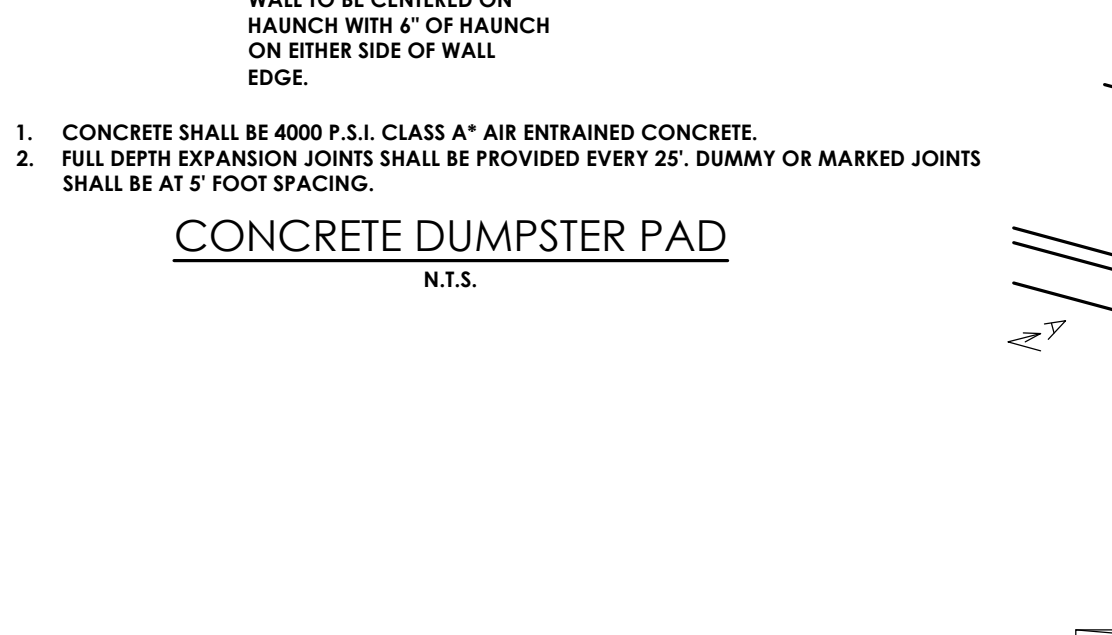 WALL TO BE CENTERED ON
HAUNCH WITH 6" OF HAUNCH
ON EITHER SIDE OF WALL
EDGE.
1. CONCRETE SHALL BE 4000 P.S.I. CLASS A* AIR ENTRAINED CONCRETE.
2. FULL DEPTH EXPANSION JOINTS SHALL BE PROVIDED EVERY 25'. DUMMY OR MARKED JOINTS
SHALL BE AT 5' FOOT SPACING.
CONCRETE DUMPSTER PAD
N.T.S.
A